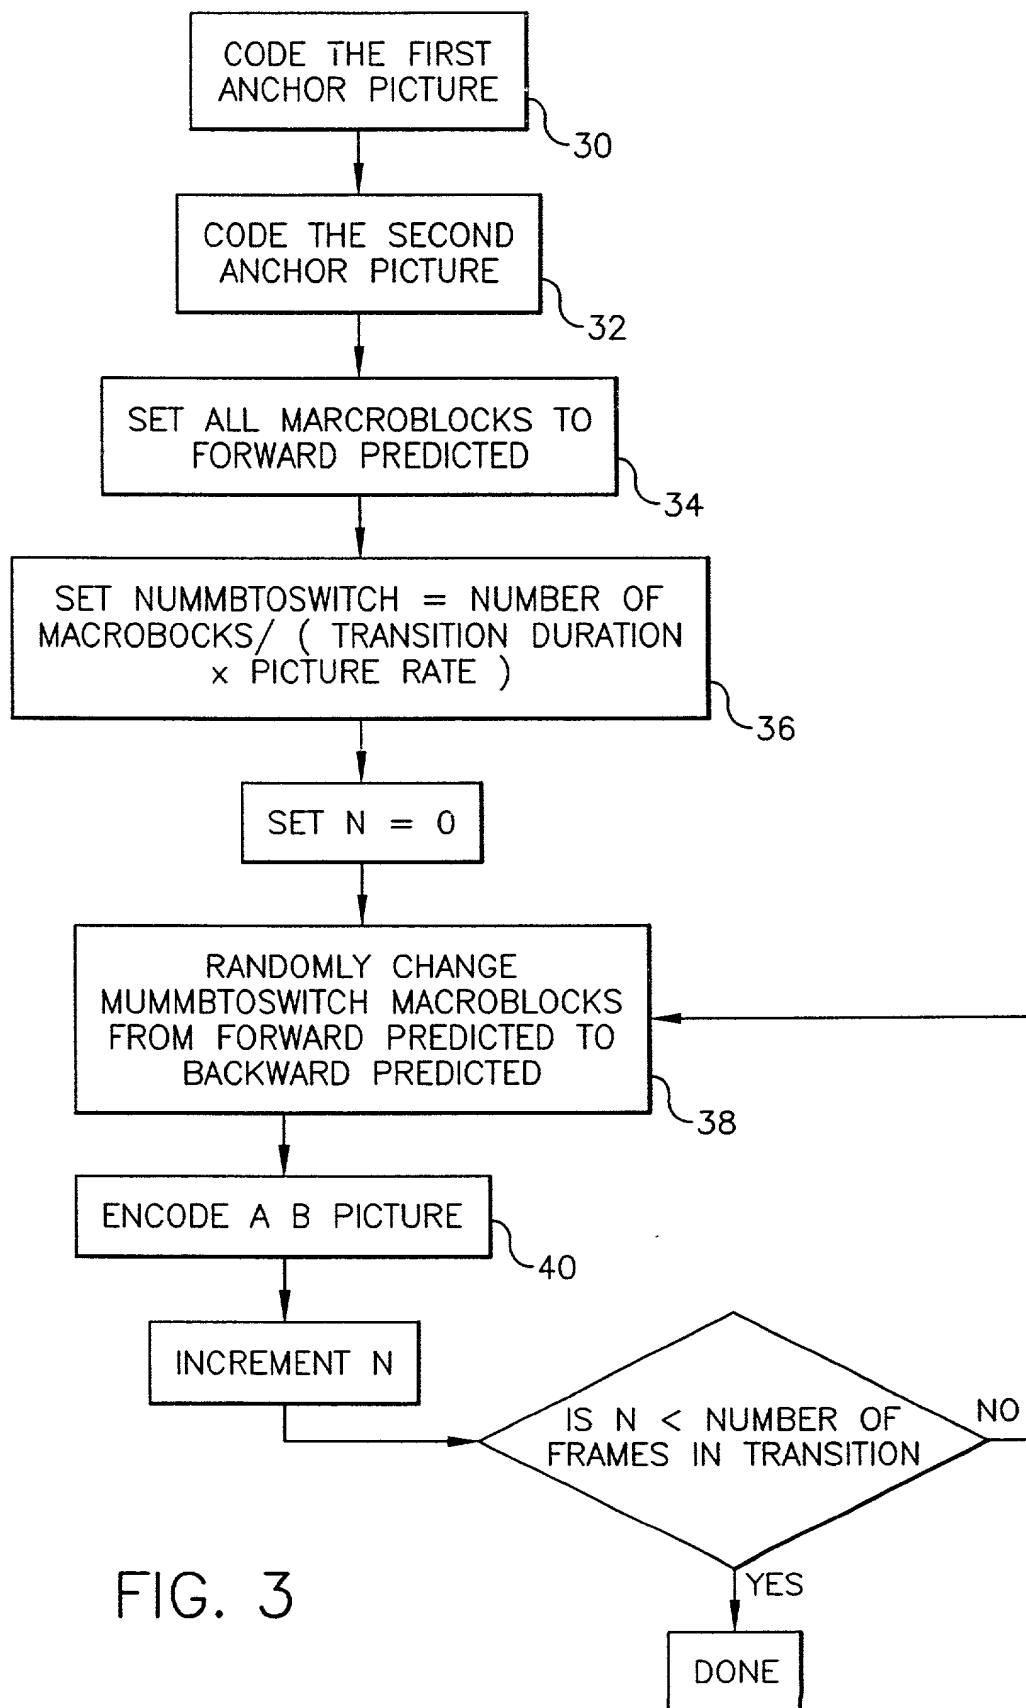 CODE THE FIRST
ANCHOR PICTURE
30
CODE THE SECOND
ANCHOR PICTURE
32
SET ALL MARCROBLOCKS TO
FORWARD PREDICTED
34
SET NUMMBTOSWITCH = NUMBER OF
MACROBOCKS/ ( TRANSITION DURATION
x PICTURE RATE )
36
SET N = 0
RANDOMLY CHANGE
MUMMBTOSWITCH MACROBLOCKS
FROM FORWARD PREDICTED TO
BACKWARD PREDICTED
38
ENCODE A B PICTURE
40
INCREMENT N
IS N < NUMBER OF
FRAMES IN TRANSITION
NO
YES
DONE
FIG. 3